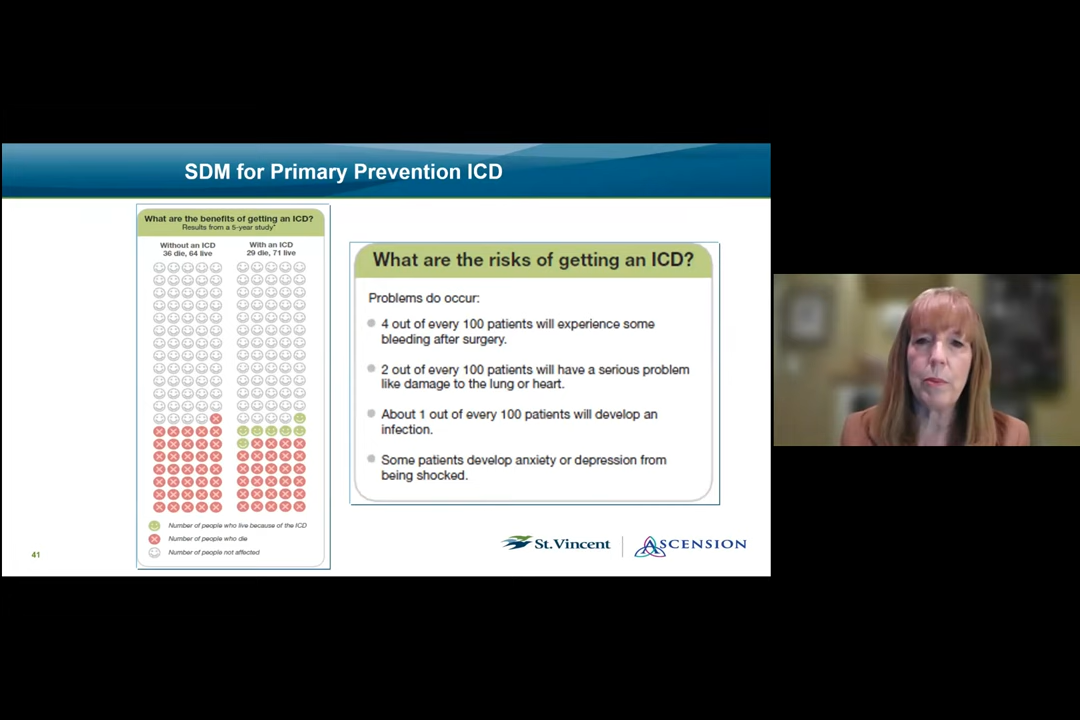 SDM for Primary Prevention ICD
What are the benefits of getting an ICD?
Results from a 5-year study*
Without an ICD
36 die, 64 live
With an ICD
29 die, 71 live
Number of people who live because of the ICD
Number of people who die
Number of people not affected
What are the risks of getting an ICD?
Problems do occur:
4 out of every 100 patients will experience some
bleeding after surgery.
2 out of every 100 patients will have a serious problem
like damage to the lung or heart.
About 1 out of every 100 patients will develop an
infection.
Some patients develop anxiety or depression from
being shocked.
41
St.Vincent
ASCENSION